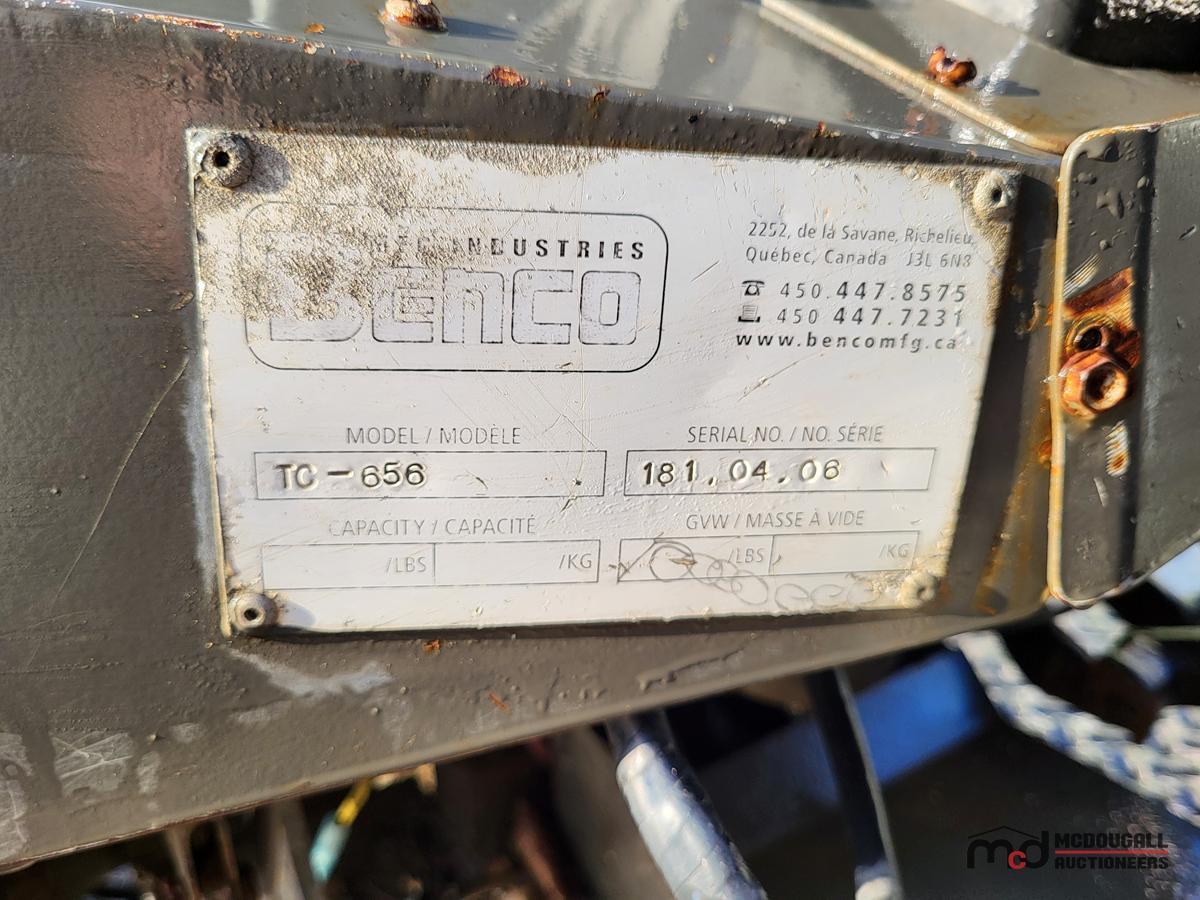 INDUSTRIES
Benco
2252, de la Savane, Richelieu,
Québec, Canada J3L 6N8
450.447.8575
450 447.7231
www.bencomfg.ca
MODEL / MODÈLE
TC-656
SERIAL NO. / NO. SÉRIE
181.04.06
CAPACITY / CAPACITÉ
/LBS /KG
GVW / MASSE À VIDE
/LBS /KG
mcd MCDOUGALL
AUCTIONEERS